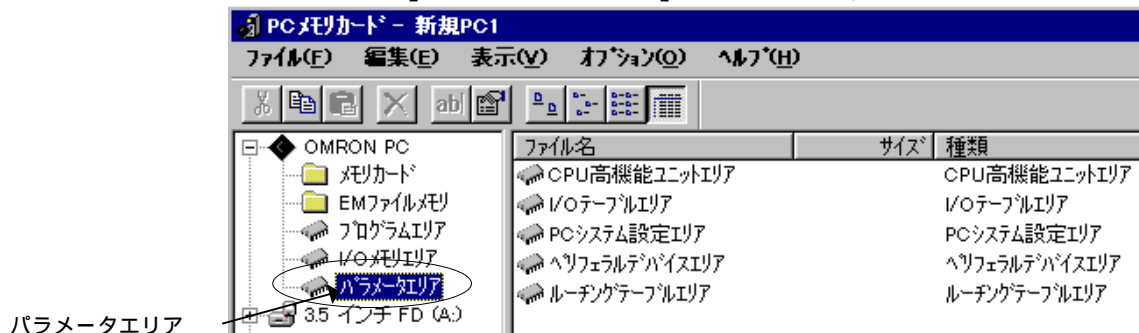 PCメモリカード - 新規PC1
ファイル(F) 編集(E) 表示(V) オプション(O) ヘルプ(H)
ab
OMRON PC
メモリカード
EMファイルメモリ
プログラムエリア
I/Oメモリエリア
パラメータエリア
3.5 インチ FD (A:)
ファイル名 サイズ 種類
CPU高機能ユニットエリア CPU高機能ユニットエリア
I/Oテーブルエリア I/Oテーブルエリア
PCシステム設定エリア PCシステム設定エリア
ペリフェラルデバイスエリア ペリフェラルデバイスエリア
ルーチングテーブルエリア ルーチングテーブルエリア
パラメータエリア